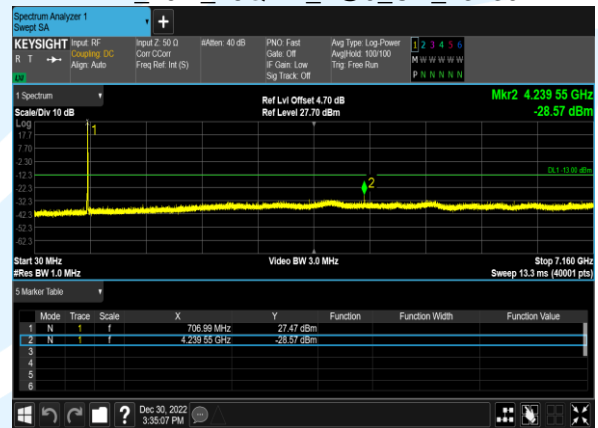 Spectrum Analyzer 1
Swept SA
KEYSIGHT Input: RF Input Z: 50 Ω #Atten: 40 dB PNO: Fast Avg Type: Log-Power 1 2 3 4 5 6
R T Coupling: DC Corr CCorr Gate: Off Avg|Hold: 100/100 M W W W W W
Align: Auto Freq Ref: Int (S) IF Gain: Low Trig: Free Run P N N N N N
Sig Track: Off
1 Spectrum Ref Lvl Offset 4.70 dB Mkr2 4.239 55 GHz
Scale/Div 10 dB Ref Level 27.70 dBm -28.57 dBm
Log
1
17.7
7.70
-2.30
DL1 -13.00 dBm
-12.3
2
-22.3
-32.3
-42.3
-52.3
-62.3
Start 30 MHz Video BW 3.0 MHz Stop 7.160 GHz
#Res BW 1.0 MHz Sweep 13.3 ms (40001 pts)
5 Marker Table
Mode Trace Scale X Y Function Function Width Function Value
1 N 1 f 706.99 MHz 27.47 dBm
2 N 1 f 4.239 55 GHz -28.57 dBm
3
4
5
6
? Dec 30, 2022
3:35:07 PM